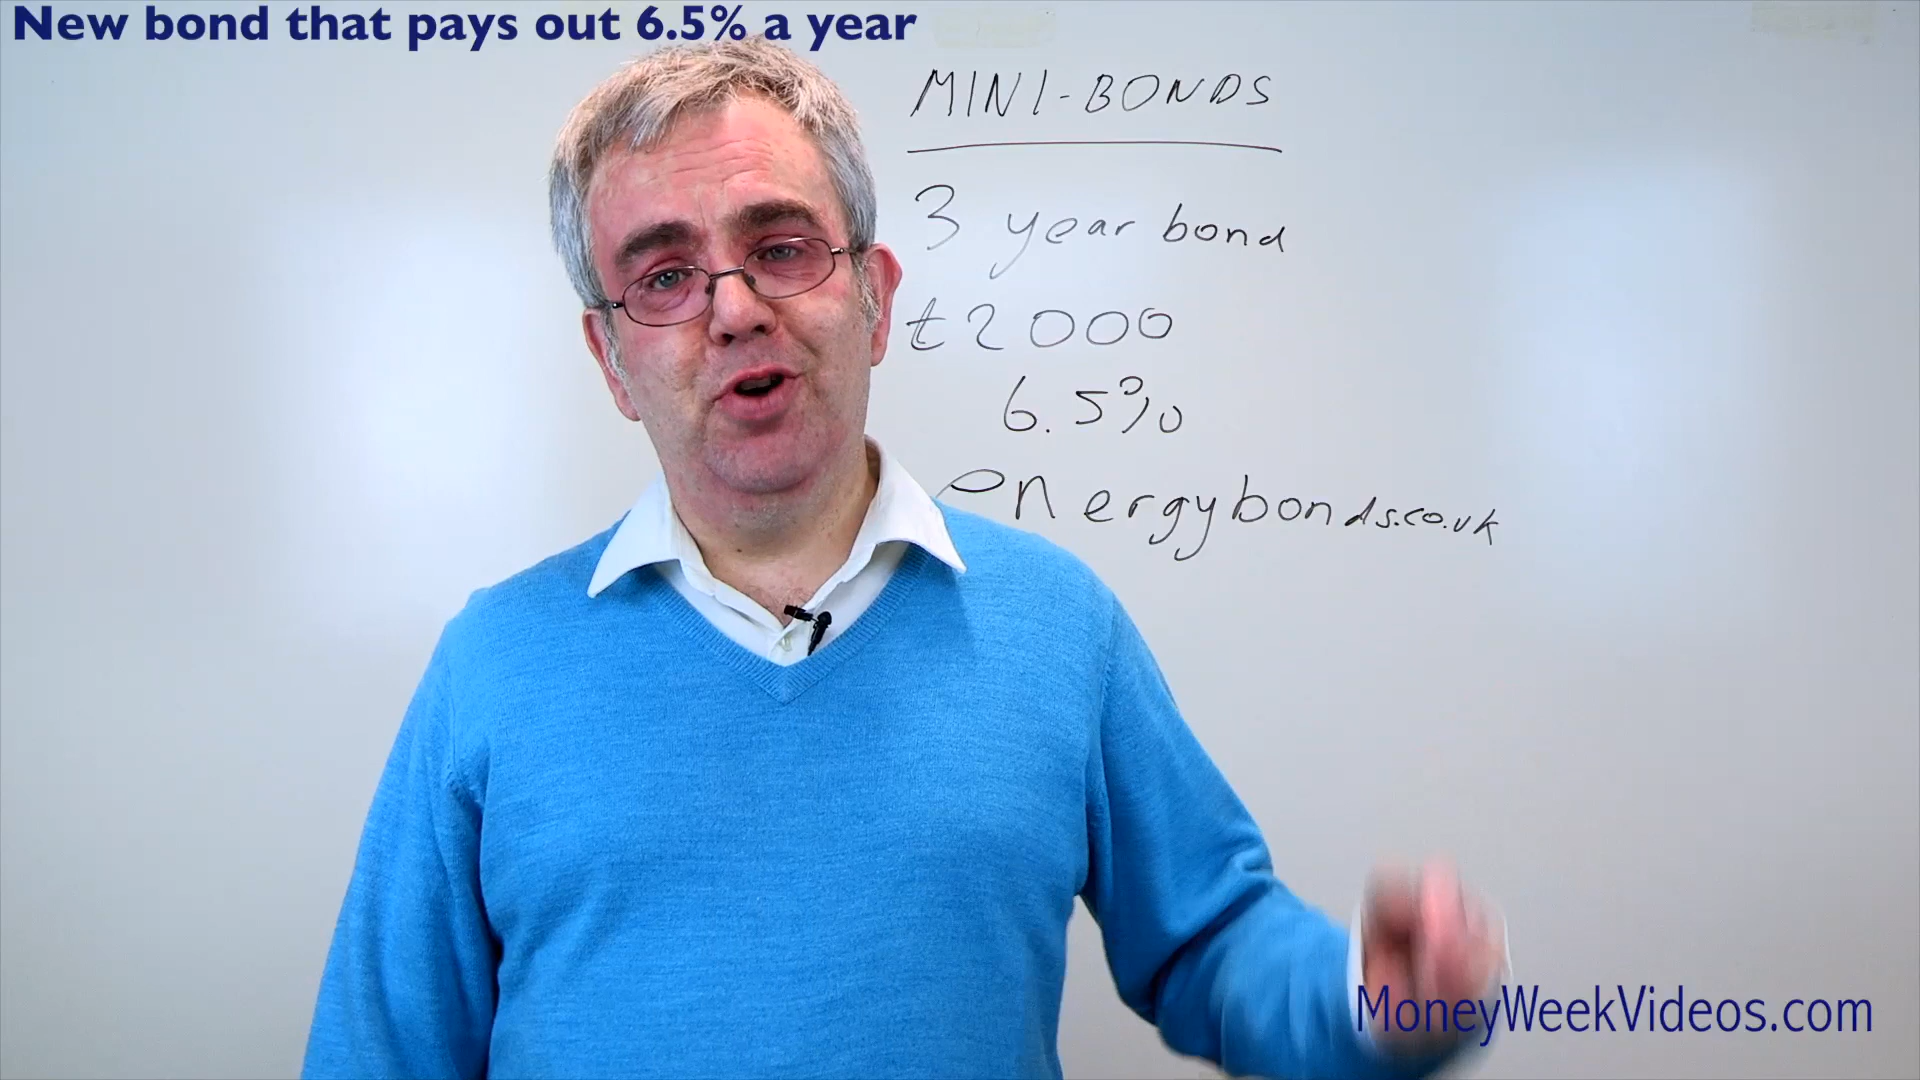 New bond that pays out 6.5% a year
MINI-BONDS
3 year bond
£2000
6.5%
energybonds.co.uk
MoneyWeekVideos.com